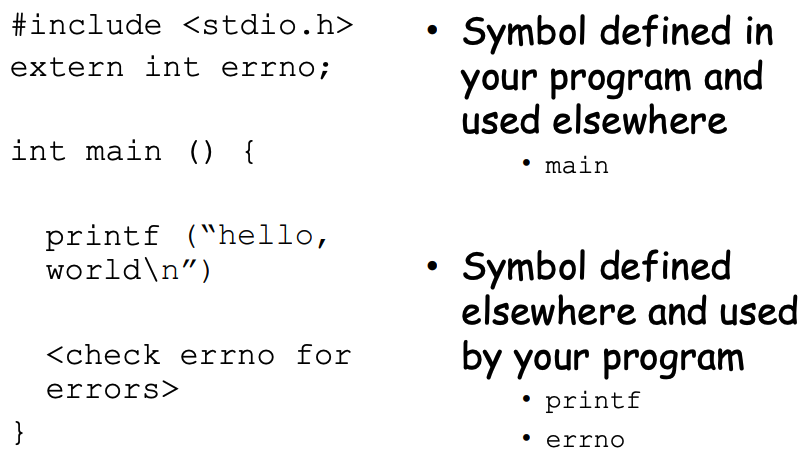 #include <stdio.h>
extern int errno;
int main () {
printf (“hello,
world\n”)
<check errno for
errors>
}
• Symbol defined in
your program and
used elsewhere
• main
• Symbol defined
elsewhere and used
by your program
• printf
• errno